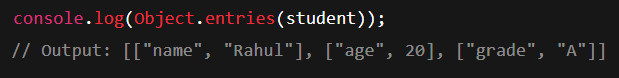 console.log(Object.entries(student));
// Output: [["name", "Rahul"], ["age", 20], ["grade", "A"]]